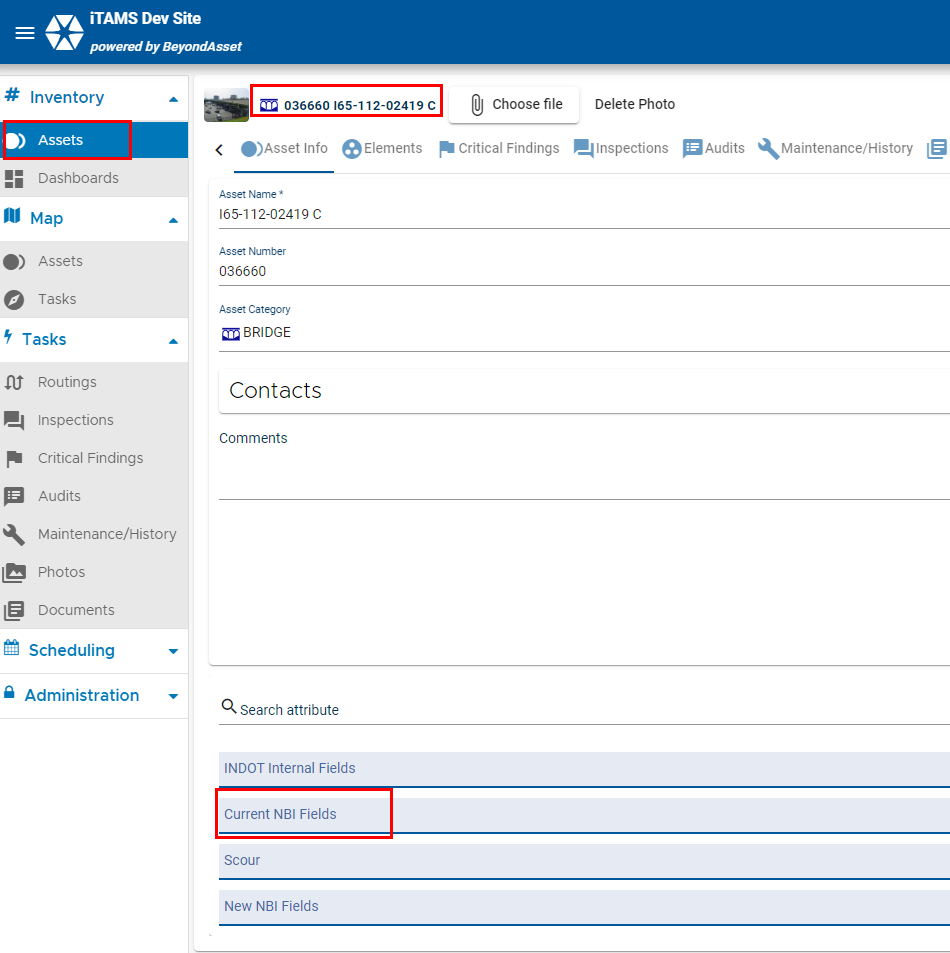 iTAMS Dev Site
powered by BeyondAsset
Inventory
Assets
Dashboards
Map
Assets
Tasks
Tasks
Routings
Inspections
Critical Findings
Audits
Maintenance/History
Photos
Documents
Scheduling
Administration
036660 I65-112-02419 C
Choose file
Delete Photo
Asset Info Elements Critical Findings Inspections Audits Maintenance/History
Asset Name *
I65-112-02419 C
Asset Number
036660
Asset Category
BRIDGE
Contacts
Comments
Search attribute
INDOT Internal Fields
Current NBI Fields
Scour
New NBI Fields